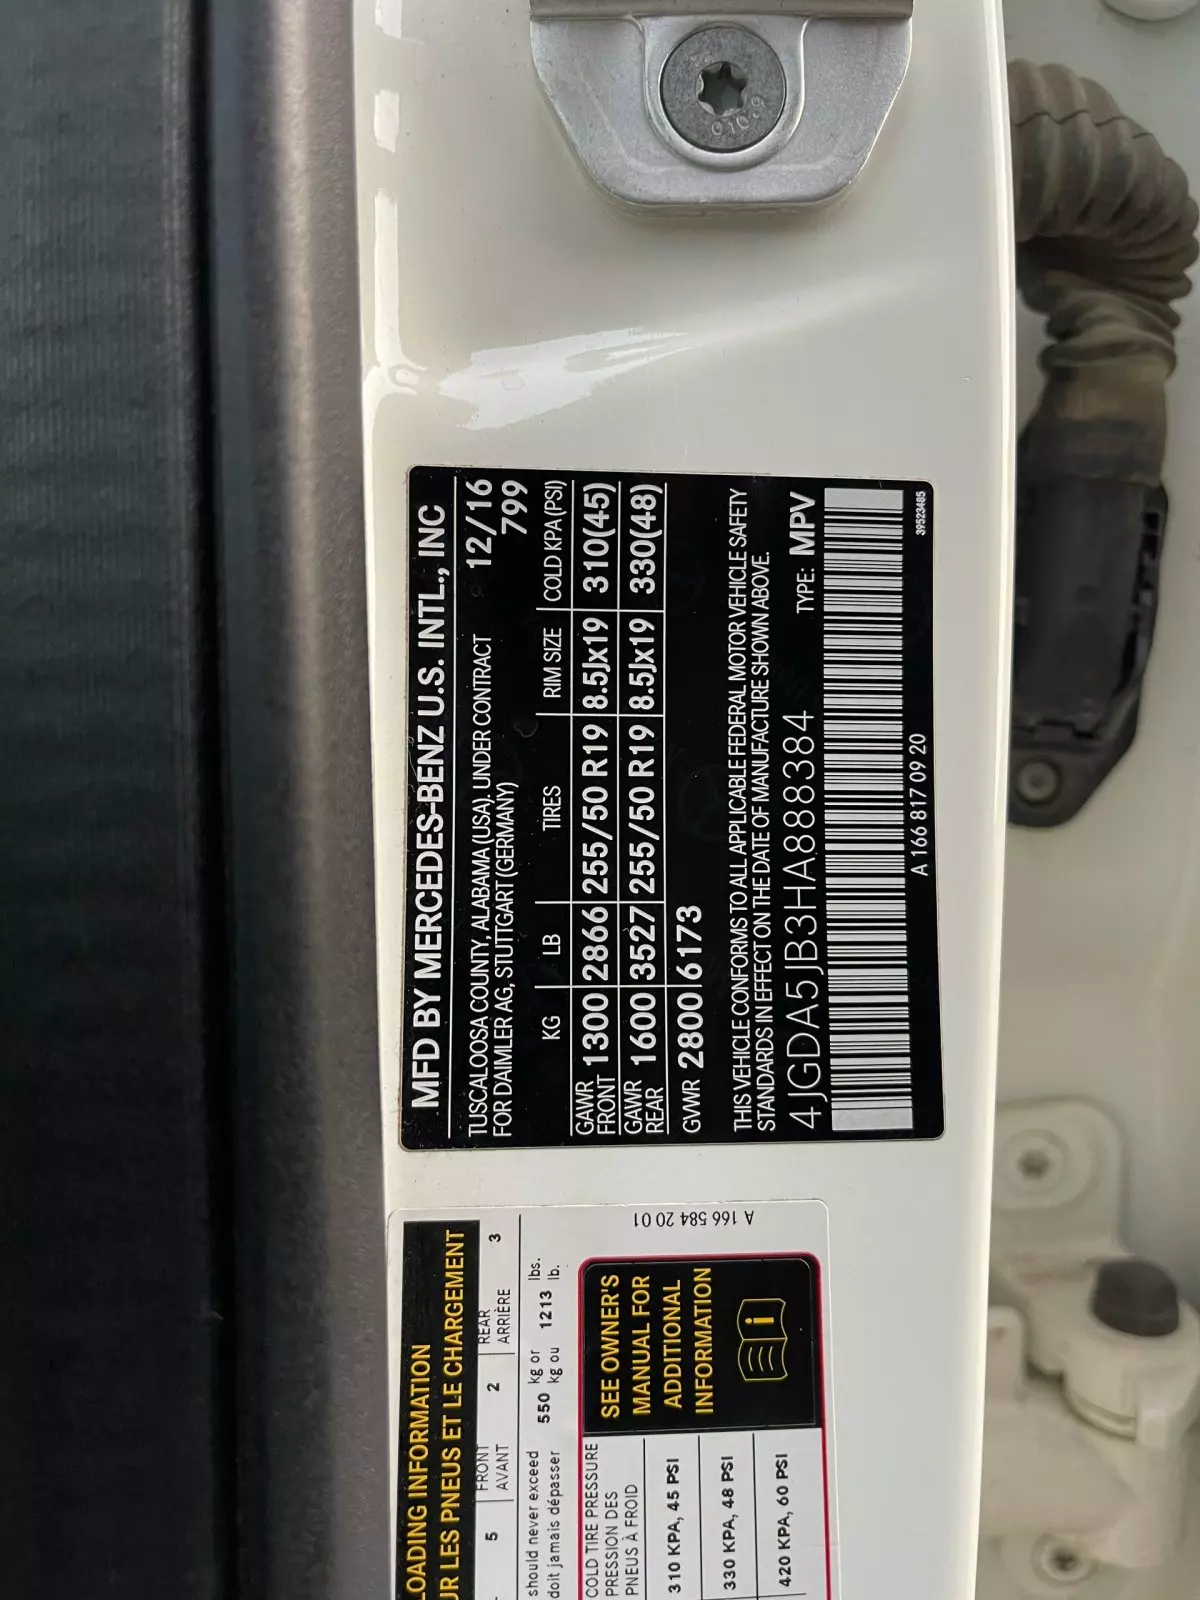 0109
MFD BY MERCEDES-BENZ U.S. INTL., INC
TUSCALOOSA COUNTY, ALABAMA (USA), UNDER CONTRACT 12/16
FOR DAIMLER AG, STUTTGART (GERMANY) 799
KG LB TIRES RIM SIZE COLD KPA(PSI)
GAWR FRONT 1300 2866 255/50 R19 8.5Jx19 310(45)
GAWR REAR 1600 3527 255/50 R19 8.5Jx19 330(48)
GVWR 2800 6173
THIS VEHICLE CONFORMS TO ALL APPLICABLE FEDERAL MOTOR VEHICLE SAFETY
STANDARDS IN EFFECT ON THE DATE OF MANUFACTURE SHOWN ABOVE.
4JGDA5JB3HA888384 TYPE: MPV
A 166 817 09 20 39523485
LOADING INFORMATION
UR LES PNEUS ET LE CHARGEMENT
5 FRONT AVANT 2 REAR ARRIÈRE 3
should never exceed 550 kg or 1213 lbs.
doit jamais dépasser kg ou lb.
COLD TIRE PRESSURE
PRESSION DES
PNEUS À FROID
310 KPA, 45 PSI
330 KPA, 48 PSI
420 KPA, 60 PSI
SEE OWNER'S
MANUAL FOR
ADDITIONAL
INFORMATION
i
A 166 584 20 01